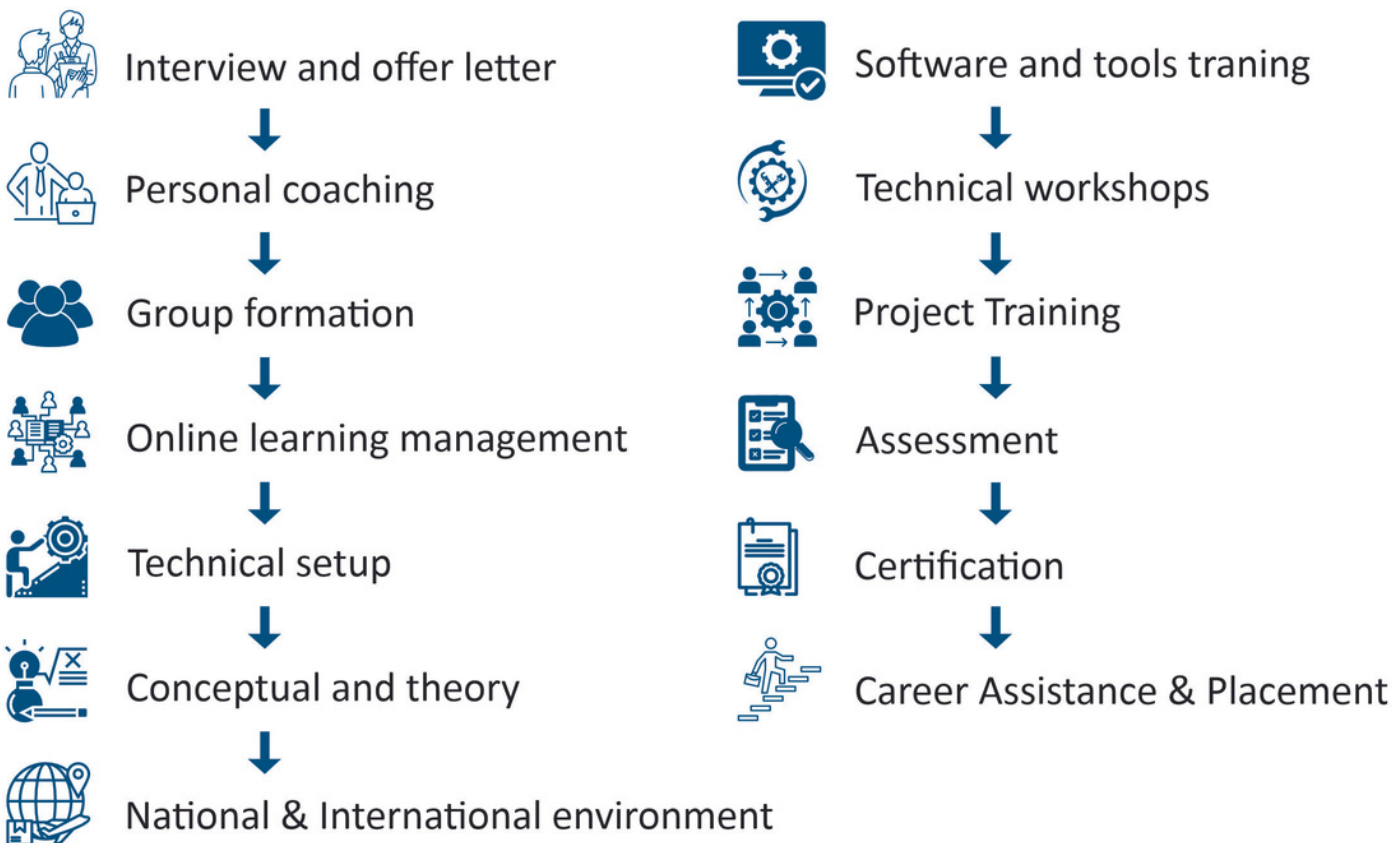 Interview and offer letter
Personal coaching
Group formation
Online learning management
Technical setup
Conceptual and theory
National & International environment
Software and tools traning
Technical workshops
Project Training
Assessment
Certification
Career Assistance & Placement